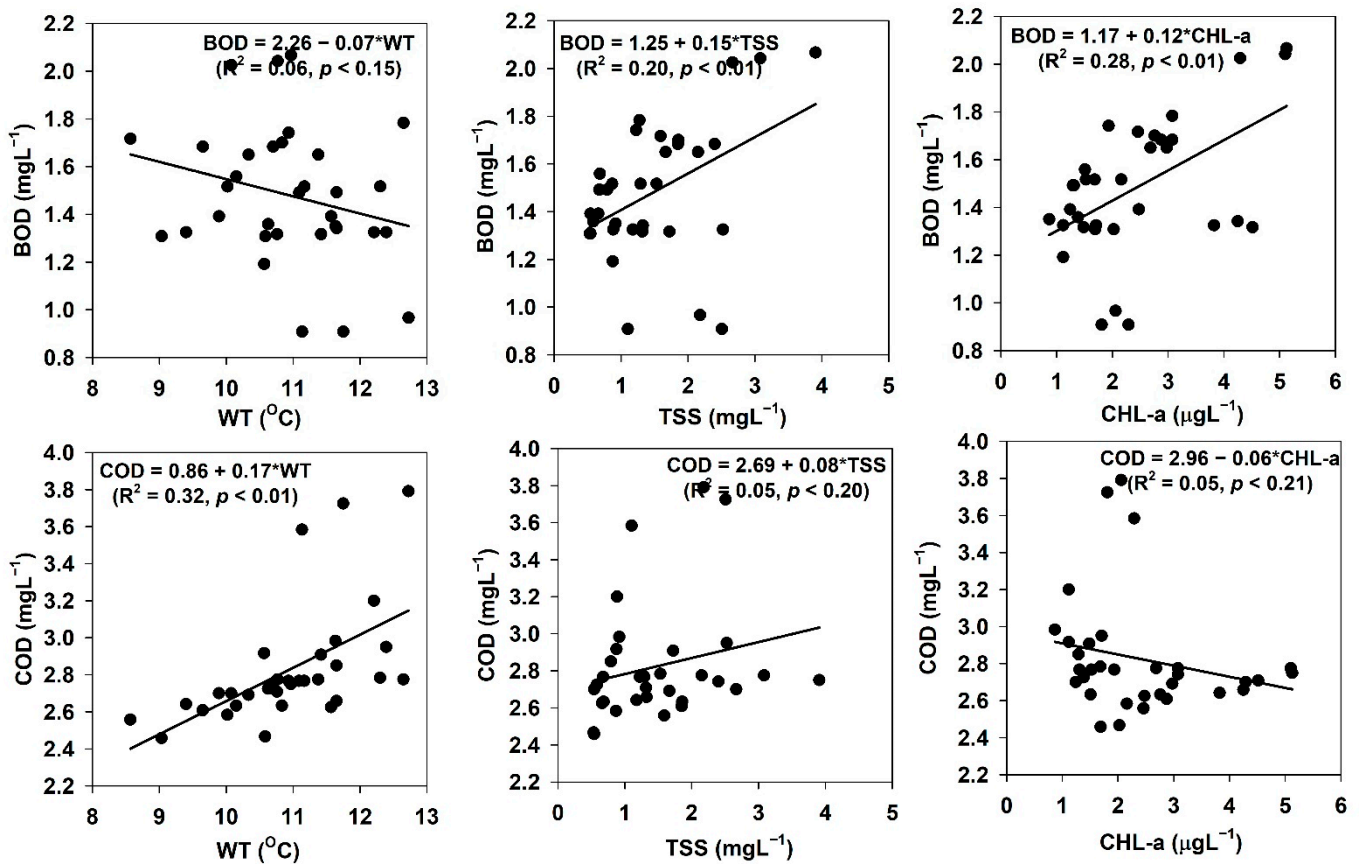 BOD = 2.26 − 0.07*WT
(R² = 0.06, p < 0.15)
2.2
2.0
1.8
1.6
1.4
1.2
1.0
0.8
BOD (mgL⁻¹)
8 9 10 11 12 13
WT (ᴼC)
BOD = 1.25 + 0.15*TSS
(R² = 0.20, p < 0.01)
2.2
2.0
1.8
1.6
1.4
1.2
1.0
0.8
BOD (mgL⁻¹)
0 1 2 3 4 5
TSS (mgL⁻¹)
BOD = 1.17 + 0.12*CHL-a
(R² = 0.28, p < 0.01)
2.2
2.0
1.8
1.6
1.4
1.2
1.0
0.8
BOD (mgL⁻¹)
0 1 2 3 4 5 6
CHL-a (μgL⁻¹)
COD = 0.86 + 0.17*WT
(R² = 0.32, p < 0.01)
4.0
3.8
3.6
3.4
3.2
3.0
2.8
2.6
2.4
2.2
COD (mgL⁻¹)
8 9 10 11 12 13
WT (ᴼC)
COD = 2.69 + 0.08*TSS
(R² = 0.05, p < 0.20)
4.0
3.8
3.6
3.4
3.2
3.0
2.8
2.6
2.4
2.2
COD (mgL⁻¹)
0 1 2 3 4 5
TSS (mgL⁻¹)
COD = 2.96 − 0.06*CHL-a
(R² = 0.05, p < 0.21)
4.0
3.8
3.6
3.4
3.2
3.0
2.8
2.6
2.4
2.2
COD (mgL⁻¹)
0 1 2 3 4 5 6
CHL-a (μgL⁻¹)